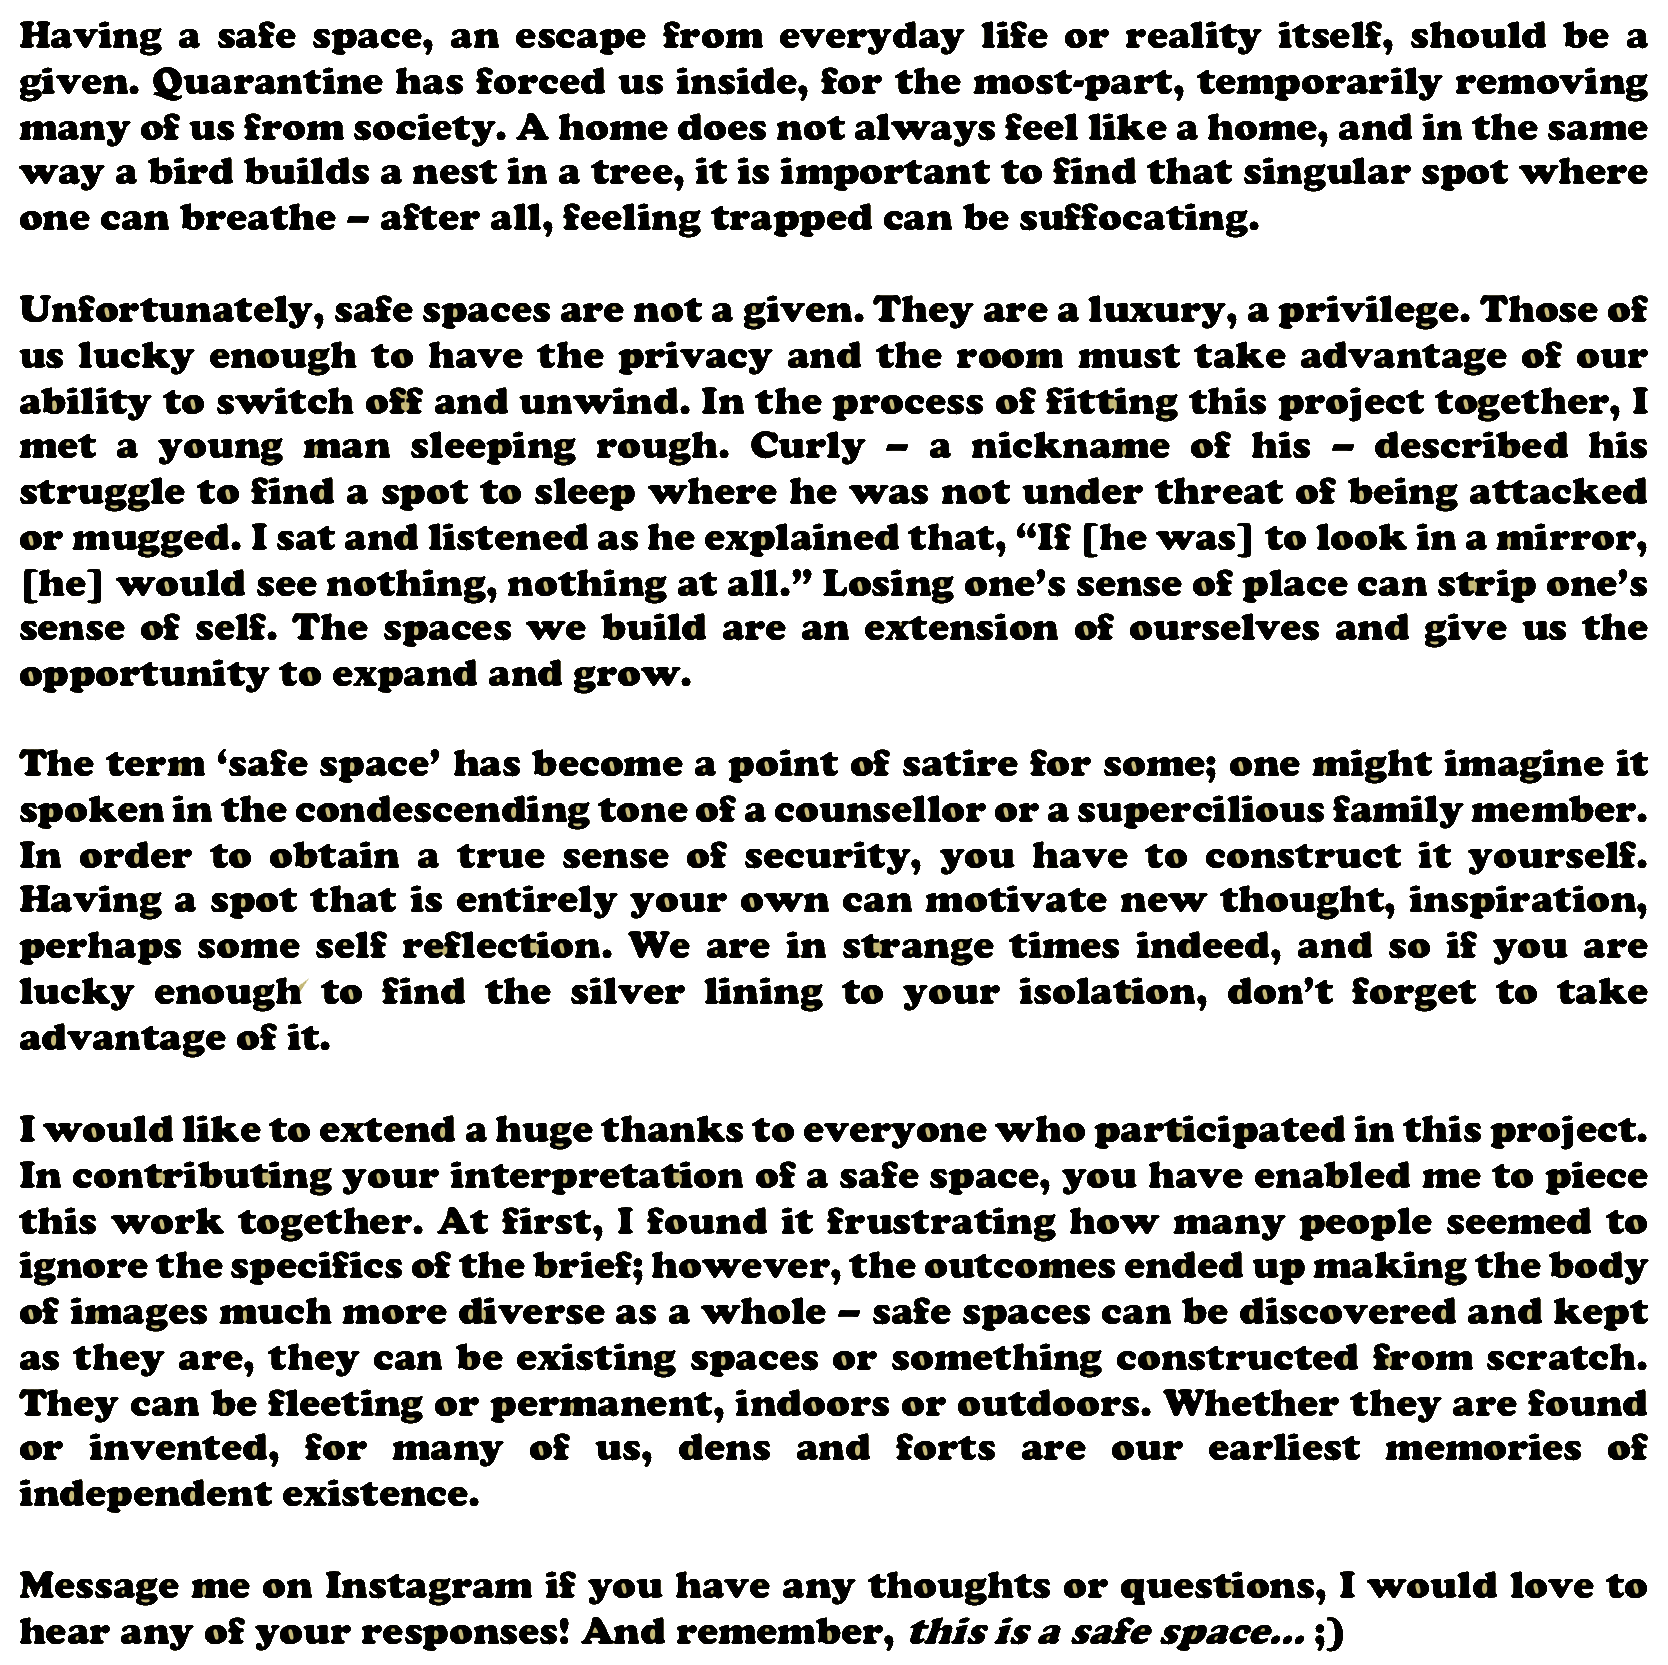 Having a safe space, an escape from everyday life or reality itself, should be a
given. Quarantine has forced us inside, for the most-part, temporarily removing
many of us from society. A home does not always feel like a home, and in the same
way a bird builds a nest in a tree, it is important to find that singular spot where
one can breathe – after all, feeling trapped can be suffocating.

Unfortunately, safe spaces are not a given. They are a luxury, a privilege. Those of
us lucky enough to have the privacy and the room must take advantage of our
ability to switch off and unwind. In the process of fitting this project together, I
met a young man sleeping rough. Curly – a nickname of his – described his
struggle to find a spot to sleep where he was not under threat of being attacked
or mugged. I sat and listened as he explained that, “If [he was] to look in a mirror,
[he] would see nothing, nothing at all.” Losing one’s sense of place can strip one’s
sense of self. The spaces we build are an extension of ourselves and give us the
opportunity to expand and grow.

The term ‘safe space’ has become a point of satire for some; one might imagine it
spoken in the condescending tone of a counsellor or a supercilious family member.
In order to obtain a true sense of security, you have to construct it yourself.
Having a spot that is entirely your own can motivate new thought, inspiration,
perhaps some self reflection. We are in strange times indeed, and so if you are
lucky enough to find the silver lining to your isolation, don’t forget to take
advantage of it.

I would like to extend a huge thanks to everyone who participated in this project.
In contributing your interpretation of a safe space, you have enabled me to piece
this work together. At first, I found it frustrating how many people seemed to
ignore the specifics of the brief; however, the outcomes ended up making the body
of images much more diverse as a whole – safe spaces can be discovered and kept
as they are, they can be existing spaces or something constructed from scratch.
They can be fleeting or permanent, indoors or outdoors. Whether they are found
or invented, for many of us, dens and forts are our earliest memories of
independent existence.

Message me on Instagram if you have any thoughts or questions, I would love to
hear any of your responses! And remember, this is a safe space... ;)